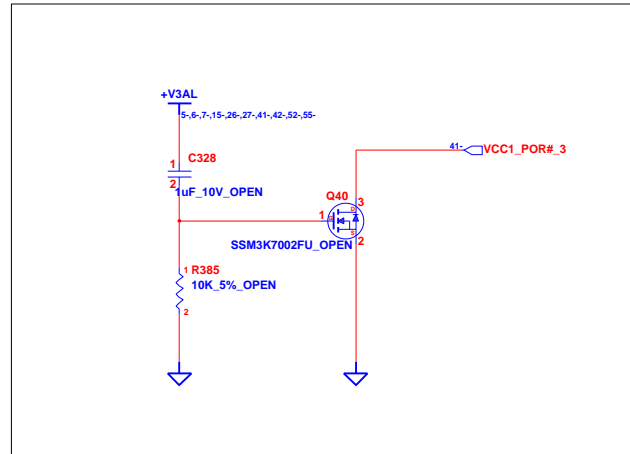 +V3AL
5-,6-,7-,15-,26-,27-,41-,42-,52-,55-
1 C328
2
1uF_10V_OPEN
41- VCC1_POR#_3
Q40
3
D
1 G
S
2
SSM3K7002FU_OPEN
1 R385
10K_5%_OPEN
2